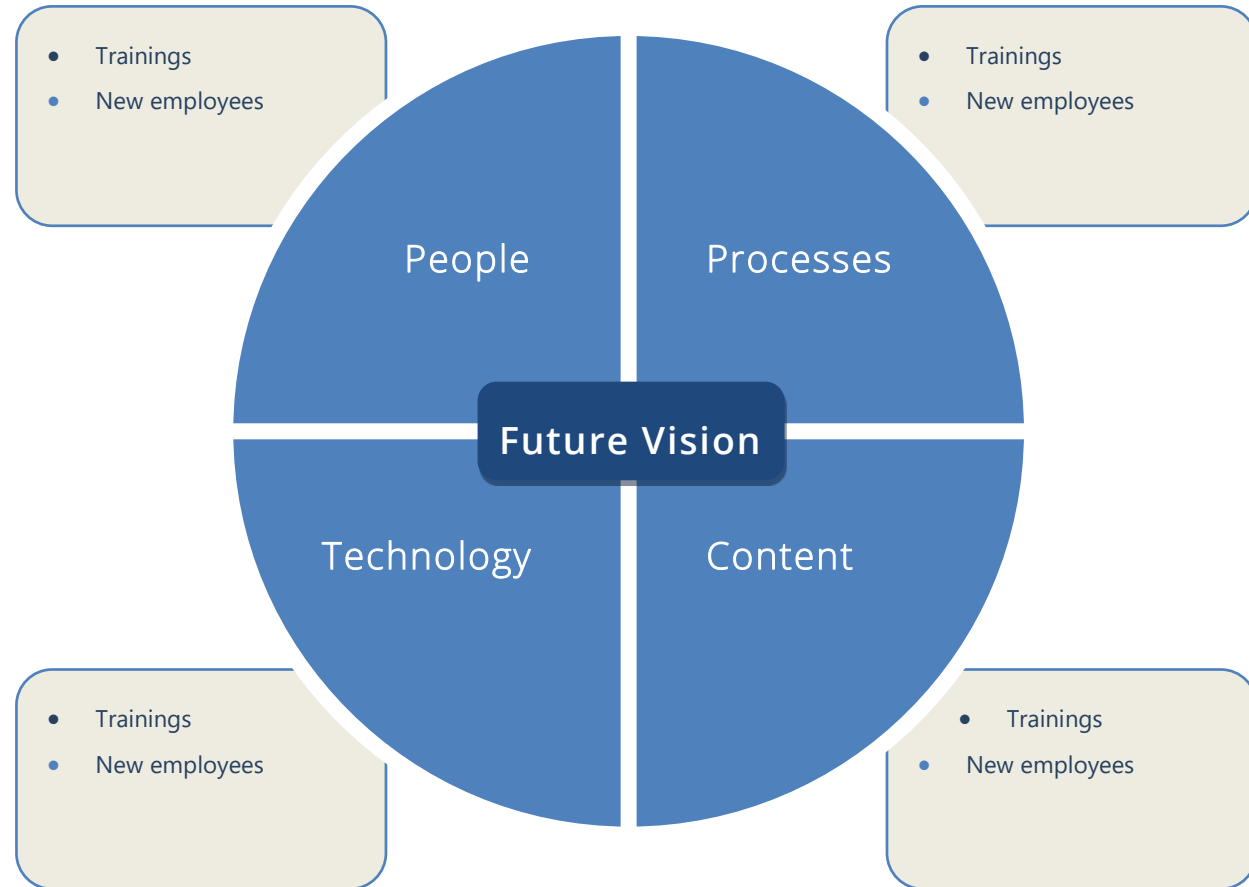 Trainings
New employees
Trainings
New employees
People
Processes
Future Vision
Technology
Content
Trainings
New employees
Trainings
New employees